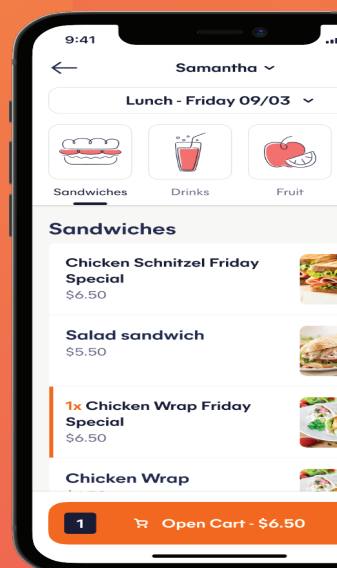 9:41
Samantha
Lunch - Friday 09/03
Sandwiches
Drinks
Fruit
Sandwiches
Chicken Schnitzel Friday
Special
$6.50
Salad sandwich
$5.50
1x Chicken Wrap Friday
Special
$6.50
Chicken Wrap
1
Open Cart - $6.50